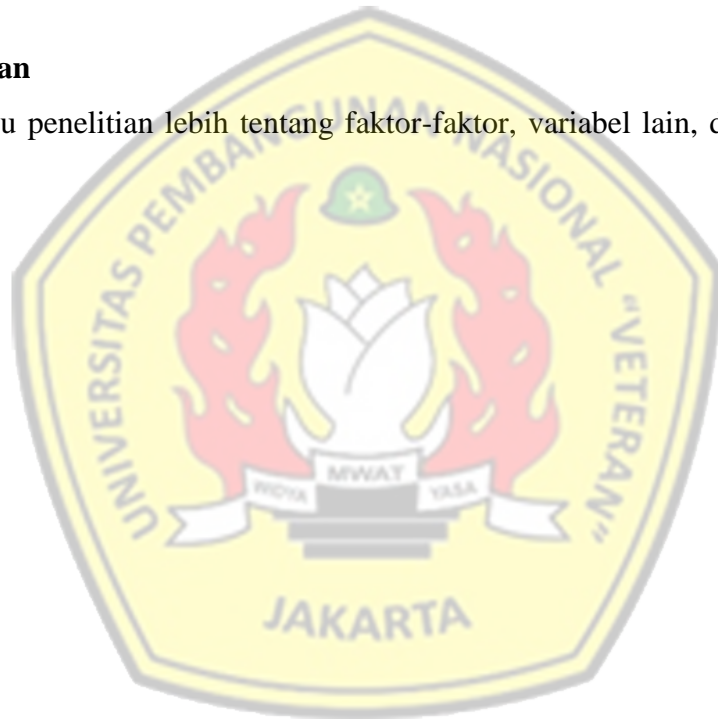 an
u penelitian lebih tentang faktor-faktor, variabel lain, d
UNIVERSITAS PEMBANGUNAN NASIONAL "VETERAN"
WIDYA MWAT YASA
JAKARTA